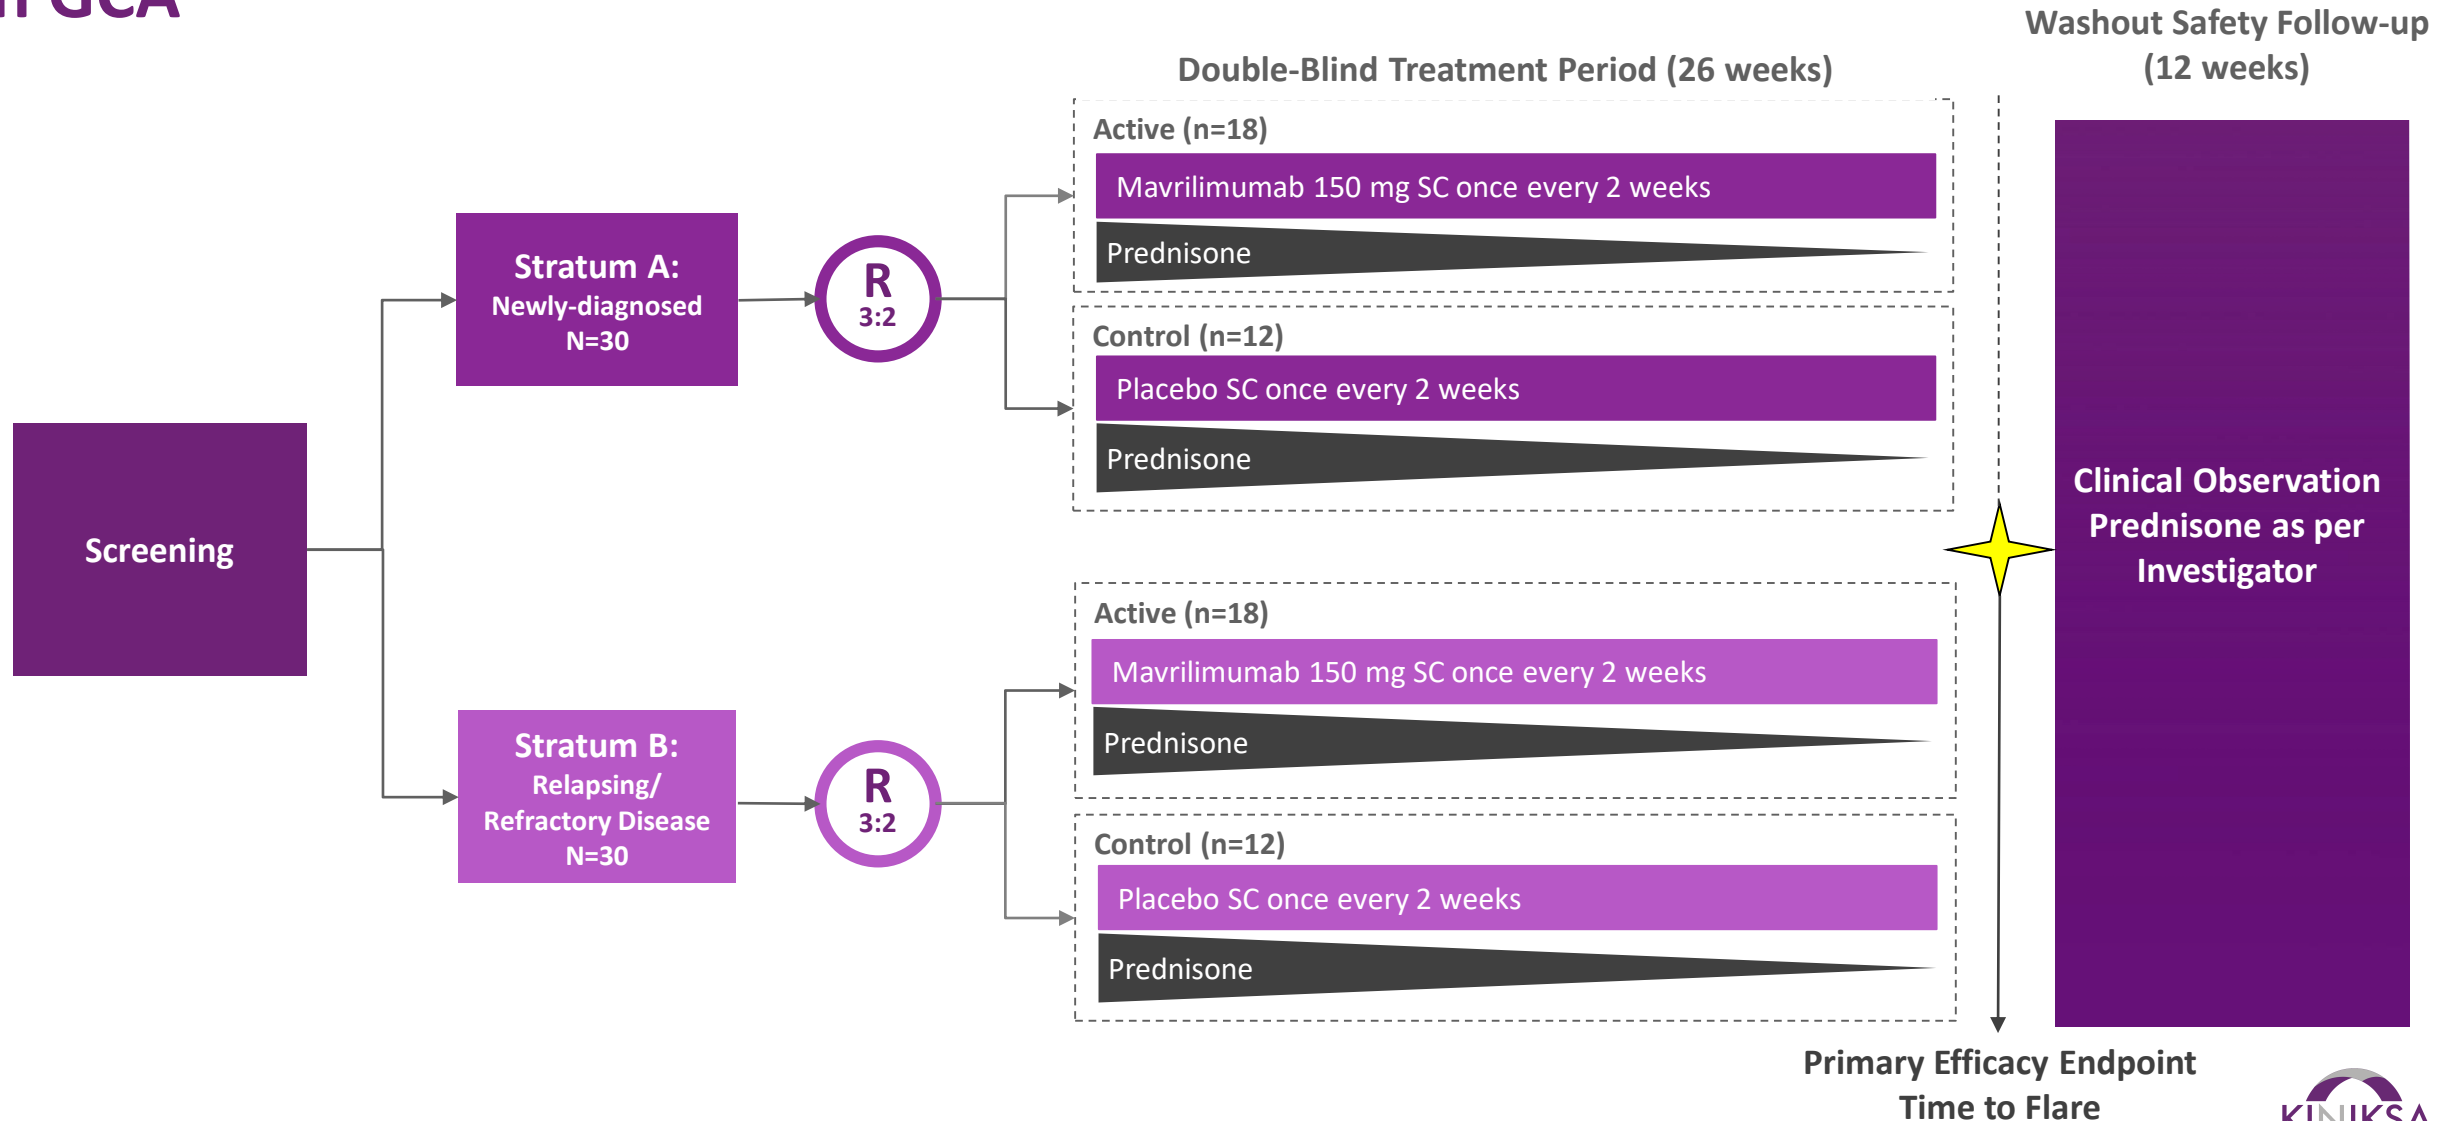 GCA
Washout Safety Follow-up
(12 weeks)
Double-Blind Treatment Period (26 weeks)
Active (n=18)
Mavrilimumab 150 mg SC once every 2 weeks
Prednisone
Stratum A:
Newly-diagnosed
N=30
R
3:2
Control (n=12)
Placebo SC once every 2 weeks
Prednisone
Screening
Clinical Observation
Prednisone as per
Investigator
Active (n=18)
Mavrilimumab 150 mg SC once every 2 weeks
Prednisone
Stratum B:
Relapsing/
Refractory Disease
N=30
R
3:2
Control (n=12)
Placebo SC once every 2 weeks
Prednisone
Primary Efficacy Endpoint
Time to Flare
KINIKSA